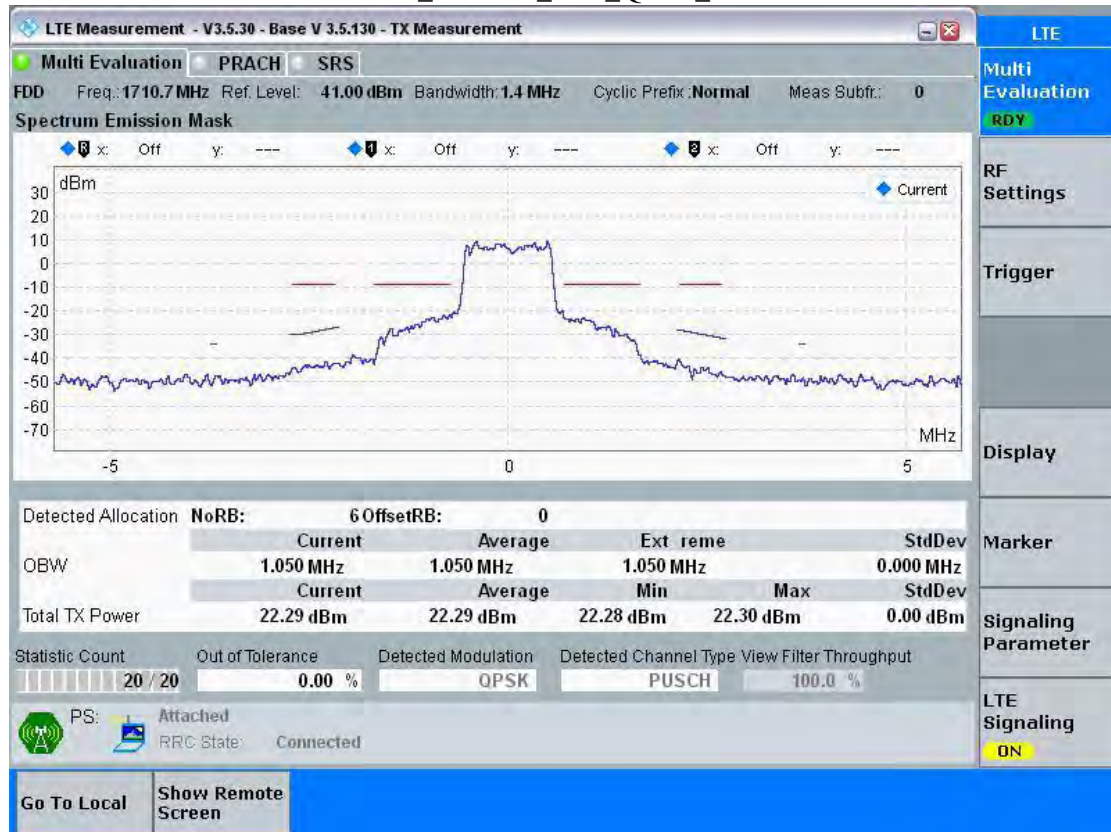 LTE Measurement - V3.5.30 - Base V 3.5.130 - TX Measurement
Multi Evaluation PRACH SRS
FDD Freq.: 1710.7 MHz Ref. Level: 41.00 dBm Bandwidth: 1.4 MHz Cyclic Prefix : Normal Meas Subfr.: 0
Spectrum Emission Mask
R x: Off y: --- 1 x: Off y: --- 2 x: Off y: ---
dBm
Current
30
20
10
0
-10
-20
-30
-40
-50
-60
-70
MHz
-5 0 5
Detected Allocation NoRB: 6 OffsetRB: 0
Current Average Ext reme StdDev
OBW 1.050 MHz 1.050 MHz 1.050 MHz 0.000 MHz
Current Average Min Max StdDev
Total TX Power 22.29 dBm 22.29 dBm 22.28 dBm 22.30 dBm 0.00 dBm
Statistic Count Out of Tolerance Detected Modulation Detected Channel Type View Filter Throughput
20 / 20 0.00 % QPSK PUSCH 100.0 %
PS: Attached
RRC State: Connected
Go To Local
Show Remote
Screen
LTE
Multi
Evaluation
RDY
RF
Settings
Trigger
Display
Marker
Signaling
Parameter
LTE
Signaling
ON